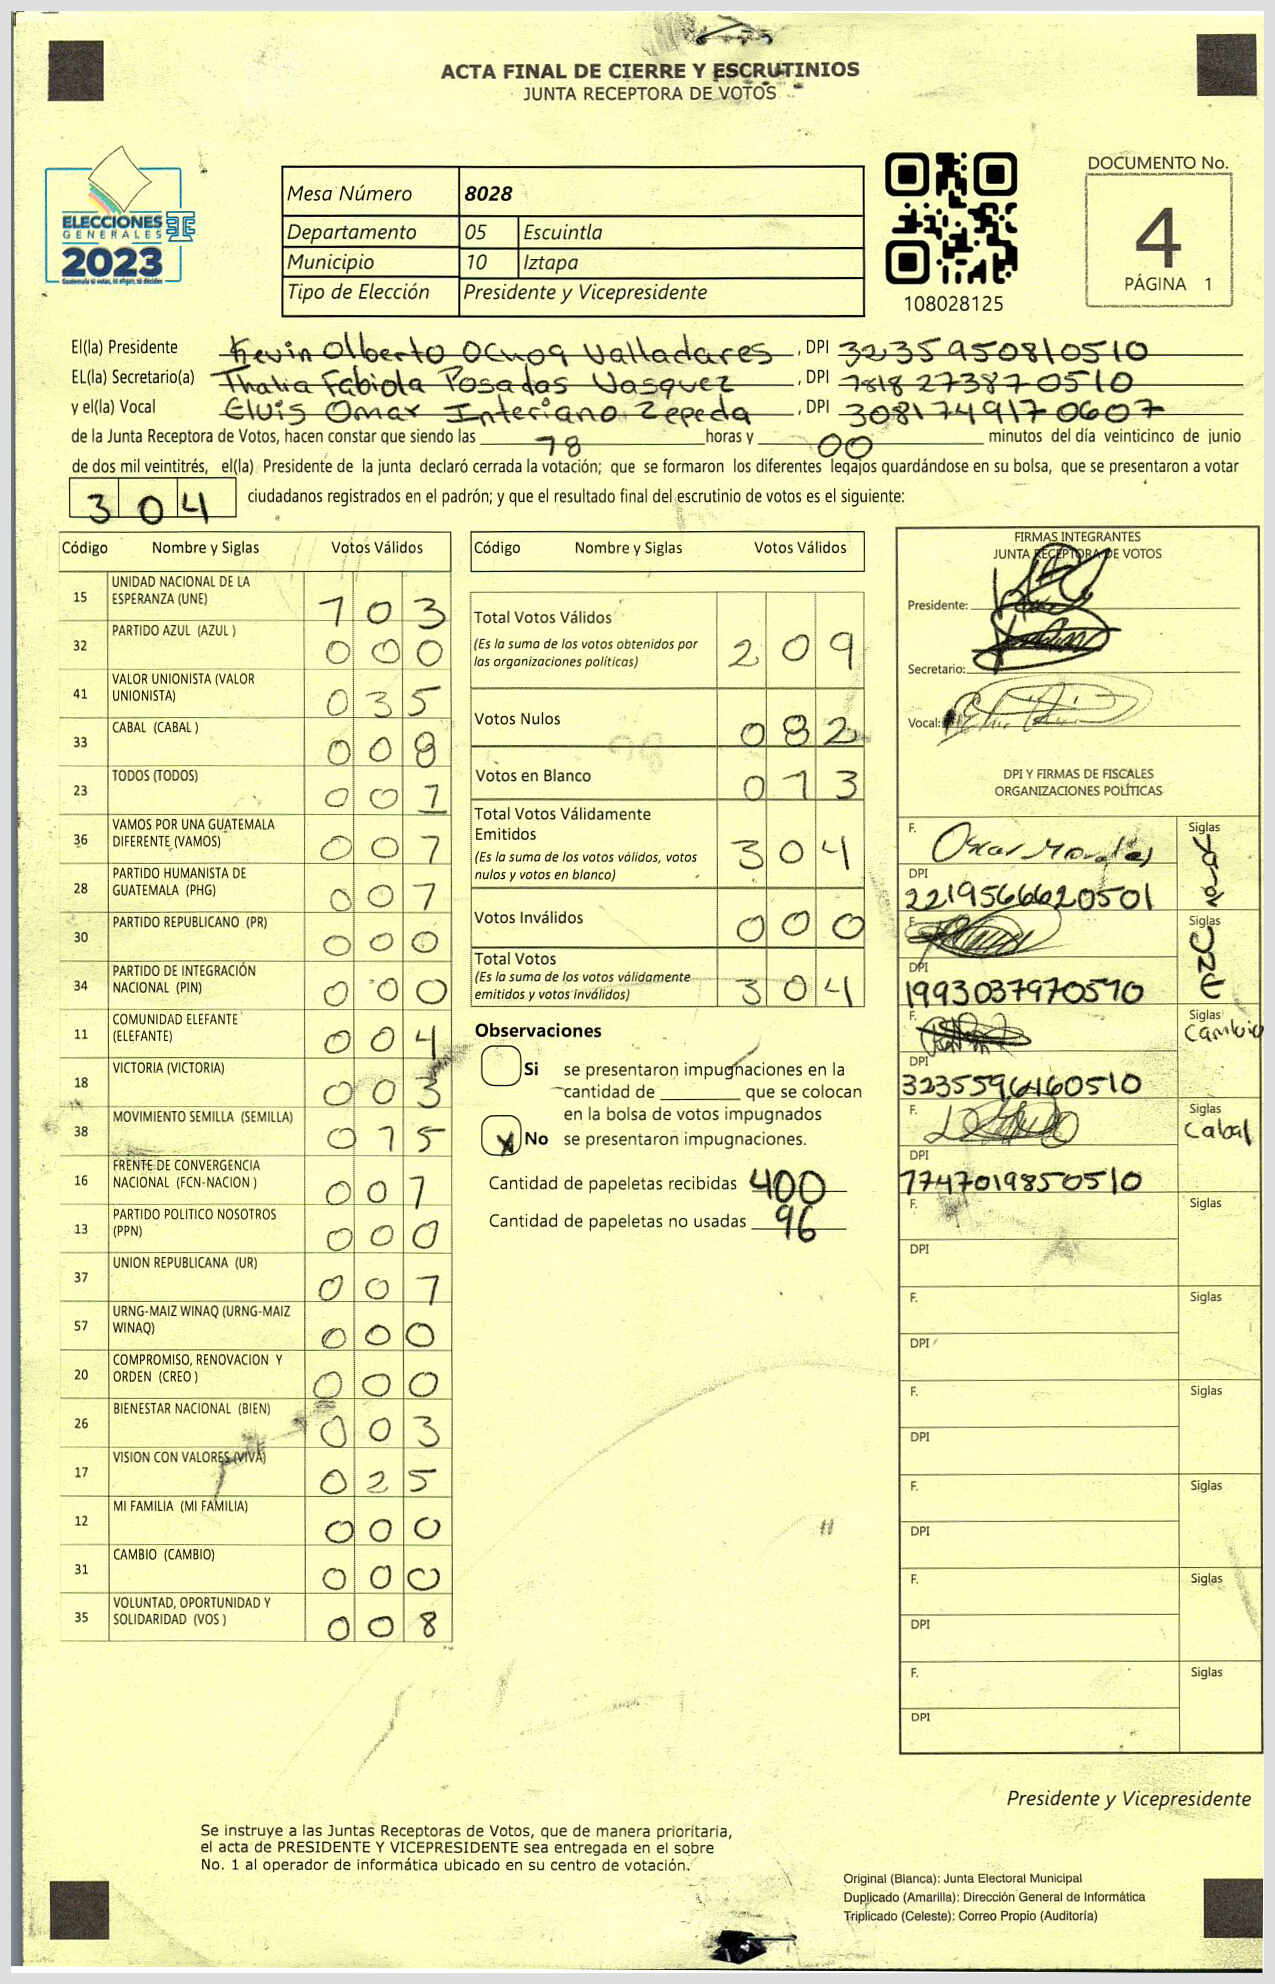 ACTA FINAL DE CIERRE Y ESCRUTINIOS
JUNTA RECEPTORA DE VOTOS
ELECCIONES
GENERALES
2023
Mesa Número 8028
Departamento 05 Escuintla
Municipio 10 Iztapa
Tipo de Elección Presidente y Vicepresidente
108028125
DOCUMENTO No.
4
PÁGINA 1
El(la) Presidente Kevin Alberto Ochoa Valladares, DPI 3235950810510
EL(la) Secretario(a) Thalia Fabiola Posadas Vasquez, DPI 1818 27387 0510
y el(la) Vocal Elvis Omar Interiano Zepeda, DPI 308174917 0607
de la Junta Receptora de Votos, hacen constar que siendo las 18 horas y 00 minutos del día veinticinco de junio
de dos mil veintitrés, el(la) Presidente de la junta declaró cerrada la votación; que se formaron los diferentes legajos guardándose en su bolsa, que se presentaron a votar
304 ciudadanos registrados en el padrón; y que el resultado final del escrutinio de votos es el siguiente:
Código Nombre y Siglas Votos Válidos
15 UNIDAD NACIONAL DE LA
ESPERANZA (UNE) 103
32 PARTIDO AZUL (AZUL ) 000
41 VALOR UNIONISTA (VALOR
UNIONISTA) 035
33 CABAL (CABAL ) 008
23 TODOS (TODOS) 001
36 VAMOS POR UNA GUATEMALA
DIFERENTE (VAMOS) 001
28 PARTIDO HUMANISTA DE
GUATEMALA (PHG) 001
30 PARTIDO REPUBLICANO (PR) 000
34 PARTIDO DE INTEGRACIÓN
NACIONAL (PIN) 000
11 COMUNIDAD ELEFANTE
(ELEFANTE) 004
18 VICTORIA (VICTORIA) 003
38 MOVIMIENTO SEMILLA (SEMILLA) 015
16 FRENTE DE CONVERGENCIA
NACIONAL (FCN-NACION ) 001
13 PARTIDO POLITICO NOSOTROS
(PPN) 000
37 UNION REPUBLICANA (UR) 001
57 URNG-MAIZ WINAQ (URNG-MAIZ
WINAQ) 000
20 COMPROMISO, RENOVACION Y
ORDEN (CREO ) 000
26 BIENESTAR NACIONAL (BIEN) 003
17 VISION CON VALORES (VIVA) 025
12 MI FAMILIA (MI FAMILIA) 000
31 CAMBIO (CAMBIO) 000
35 VOLUNTAD, OPORTUNIDAD Y
SOLIDARIDAD (VOS ) 008
Código Nombre y Siglas Votos Válidos
Total Votos Válidos
(Es la suma de los votos obtenidos por
las organizaciones políticas) 209
Votos Nulos 082
Votos en Blanco 013
Total Votos Válidamente
Emitidos
(Es la suma de los votos válidos, votos
nulos y votos en blanco) 304
Votos Inválidos 000
Total Votos
(Es la suma de los votos válidamente
emitidos y votos inválidos) 304
Observaciones
Si se presentaron impugnaciones en la
cantidad de ________ que se colocan
en la bolsa de votos impugnados
X No se presentaron impugnaciones.
Cantidad de papeletas recibidas 400
Cantidad de papeletas no usadas 96
FIRMAS INTEGRANTES
JUNTA RECEPTORA DE VOTOS
Presidente:
Secretario:
Vocal:
DPI Y FIRMAS DE FISCALES
ORGANIZACIONES POLÍTICAS
F. Oscar Morales Siglas
DPI
2219566620501
F. Siglas
DPI
1993037970510
F. Siglas
Cambio
DPI
3235596460510
F. Siglas
Cabal
DPI
1747019850510
F. Siglas
DPI
F. Siglas
DPI
F. Siglas
DPI
F. Siglas
DPI
F. Siglas
DPI
F. Siglas
DPI
Presidente y Vicepresidente
Se instruye a las Juntas Receptoras de Votos, que de manera prioritaria,
el acta de PRESIDENTE Y VICEPRESIDENTE sea entregada en el sobre
No. 1 al operador de informática ubicado en su centro de votación.
Original (Blanca): Junta Electoral Municipal
Duplicado (Amarilla): Dirección General de Informática
Triplicado (Celeste): Correo Propio (Auditoría)